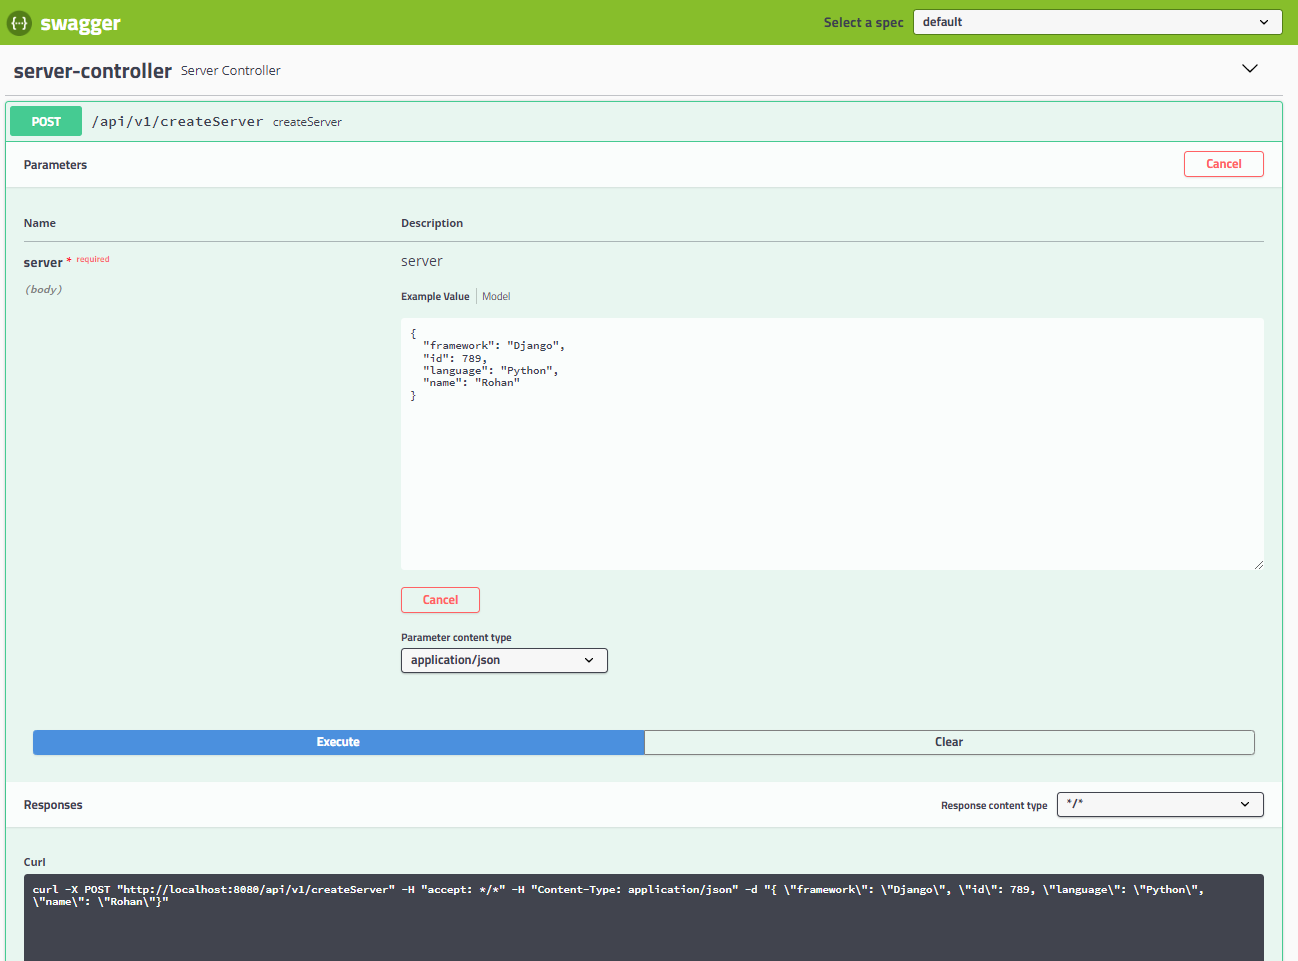 {···} swagger Select a spec default
server-controller Server Controller
POST /api/v1/createServer createServer
Parameters Cancel
Name Description
server * required server
(body)
Example Value Model
{
  "framework": "Django",
  "id": 789,
  "language": "Python",
  "name": "Rohan"
}
Cancel
Parameter content type
application/json
Execute Clear
Responses Response content type */*
Curl
curl -X POST "http://localhost:8080/api/v1/createServer" -H "accept: */*" -H "Content-Type: application/json" -d "{ \"framework\": \"Django\", \"id\": 789, \"language\": \"Python\",
\"name\": \"Rohan\"}"